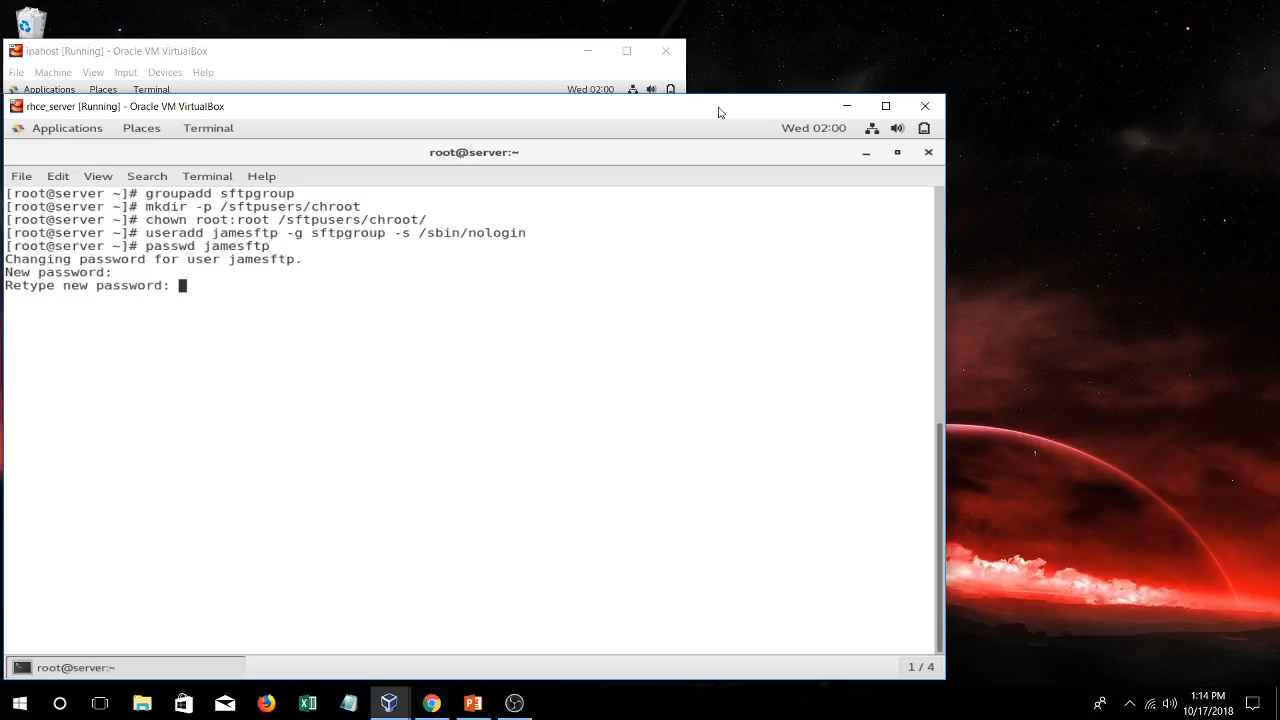 ipahost [Running] - Oracle VM VirtualBox
File Machine View Input Devices Help
Applications Places Terminal Wed 02:00
rhce_server [Running] - Oracle VM VirtualBox
Applications Places Terminal Wed 02:00
root@server:~
File Edit View Search Terminal Help
[root@server ~]# groupadd sftpgroup
[root@server ~]# mkdir -p /sftpusers/chroot
[root@server ~]# chown root:root /sftpusers/chroot/
[root@server ~]# useradd jamesftp -g sftpgroup -s /sbin/nologin
[root@server ~]# passwd jamesftp
Changing password for user jamesftp.
New password:
Retype new password:
root@server:~ 1 / 4
1:14 PM
10/17/2018